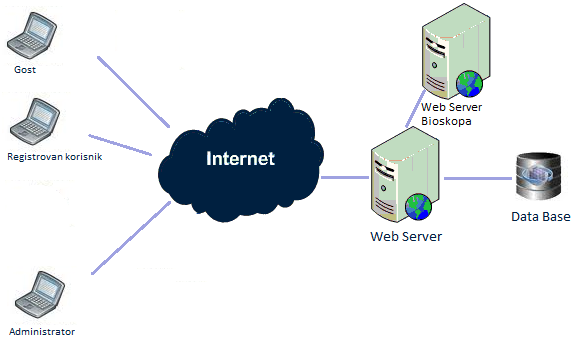 Gost
Registrovan korisnik
Administrator
Internet
Web Server
Bioskopa
Web Server
Data Base